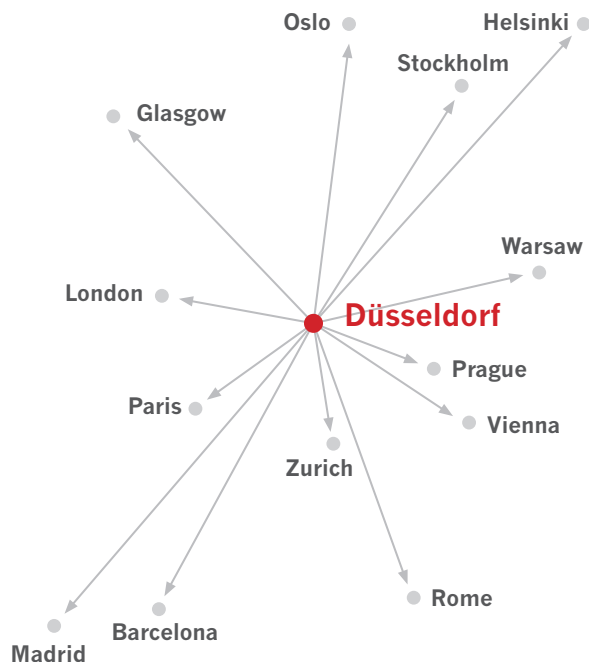 Oslo
Helsinki
Stockholm
Glasgow
Warsaw
London
Düsseldorf
Prague
Paris
Vienna
Zurich
Rome
Barcelona
Madrid